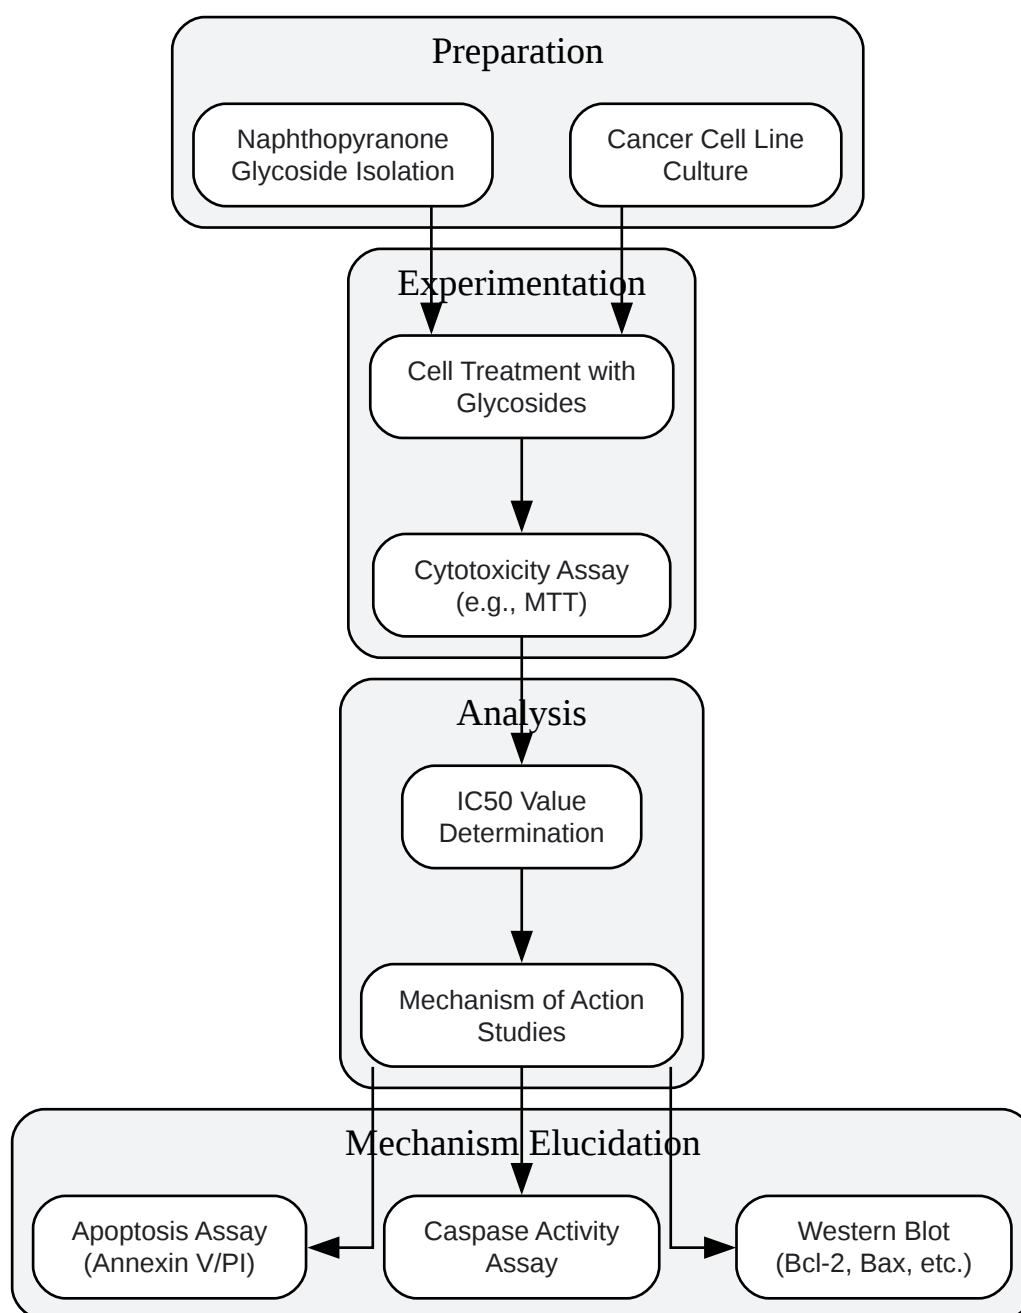 Preparation
Naphthopyranone
Glycoside Isolation
Cancer Cell Line
Culture
Experimentation
Cell Treatment with
Glycosides
Cytotoxicity Assay
(e.g., MTT)
Analysis
IC50 Value
Determination
Mechanism of Action
Studies
Mechanism Elucidation
Apoptosis Assay
(Annexin V/PI)
Caspase Activity
Assay
Western Blot
(Bcl-2, Bax, etc.)